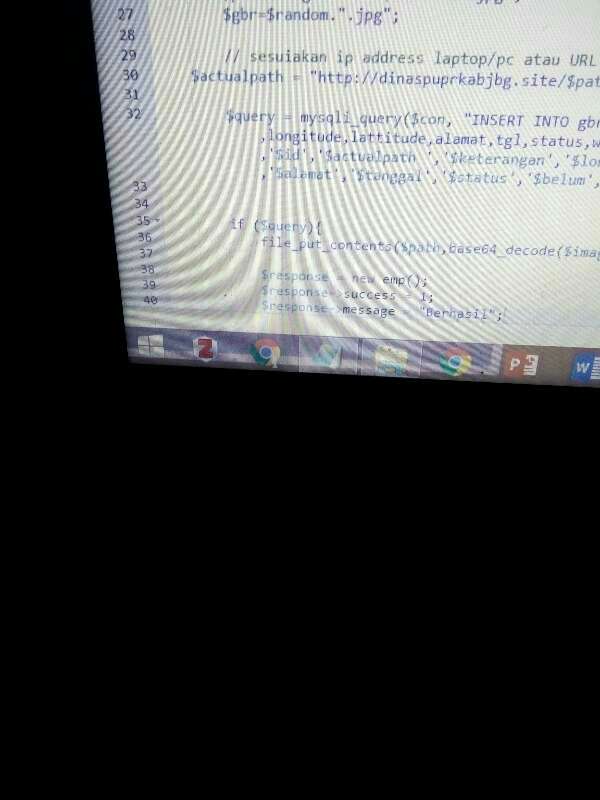 27 $gbr=$random.".jpg";
28
29 // sesuiakan ip address laptop/pc atau URL
30 $actualpath = "http://dinaspuprkabjbg.site/$pat
31
32 $query = mysqli_query($con, "INSERT INTO gbr
,longitude,lattitude,alamat,tgl,status,w
,'$id','$actualpath ','$keterangan','$lon
,'$alamat','$tanggal','$status','$belum',
33
34
35 if ($query){
36 file_put_contents($path,base64_decode($imag
37
38 $response = new emp();
39 $response->success = 1;
40 $response->message = "Berhasil";
P
W